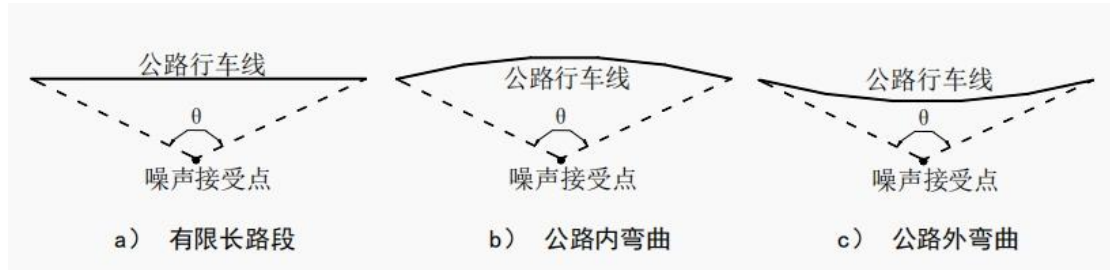 公路行车线
θ
噪声接受点
a） 有限长路段
公路行车线
θ
噪声接受点
b） 公路内弯曲
公路行车线
θ
噪声接受点
c） 公路外弯曲